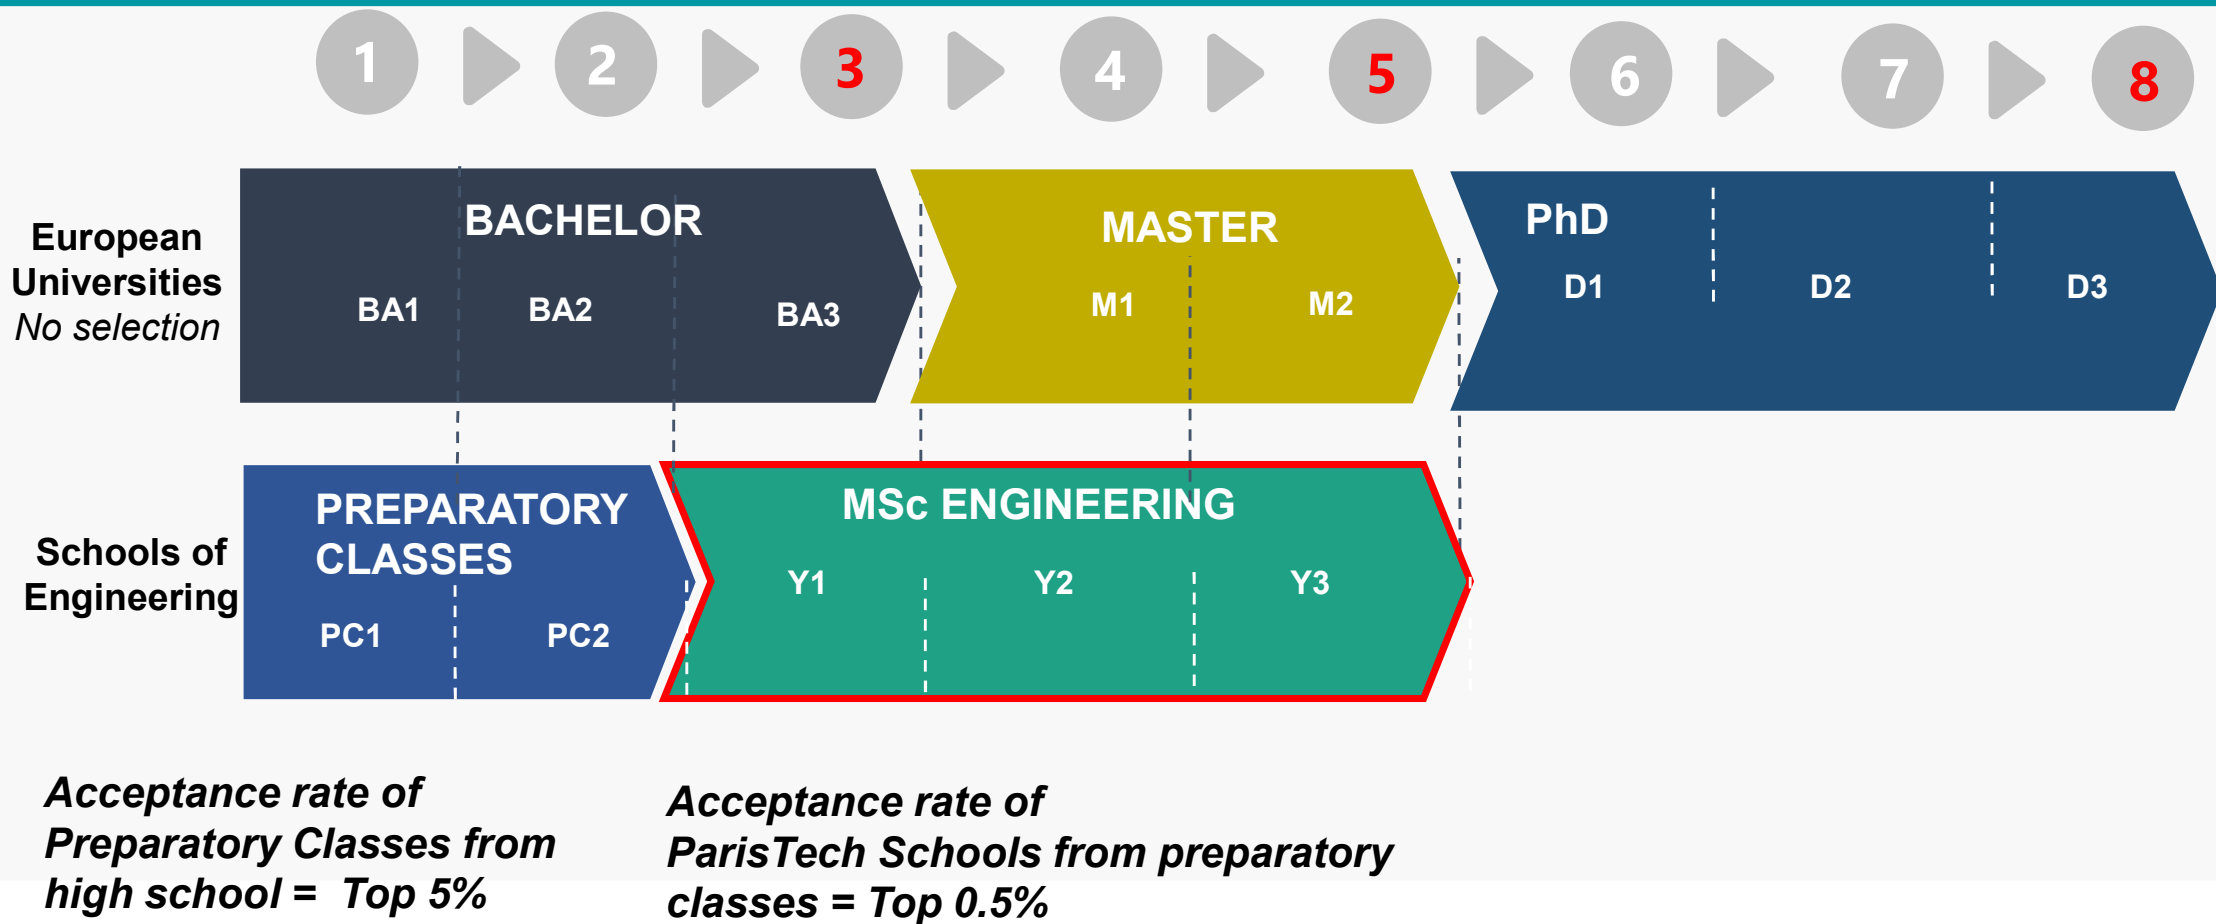 1
2
3
4
5
6
7
8
European
Universities
No selection
BACHELOR
BA1
BA2
BA3
MASTER
M1
M2
PhD
D1
D2
D3
Schools of
Engineering
PREPARATORY
CLASSES
PC1
PC2
MSc ENGINEERING
Y1
Y2
Y3
Acceptance rate of
Preparatory Classes from
high school = Top 5%
Acceptance rate of
ParisTech Schools from preparatory
classes = Top 0.5%